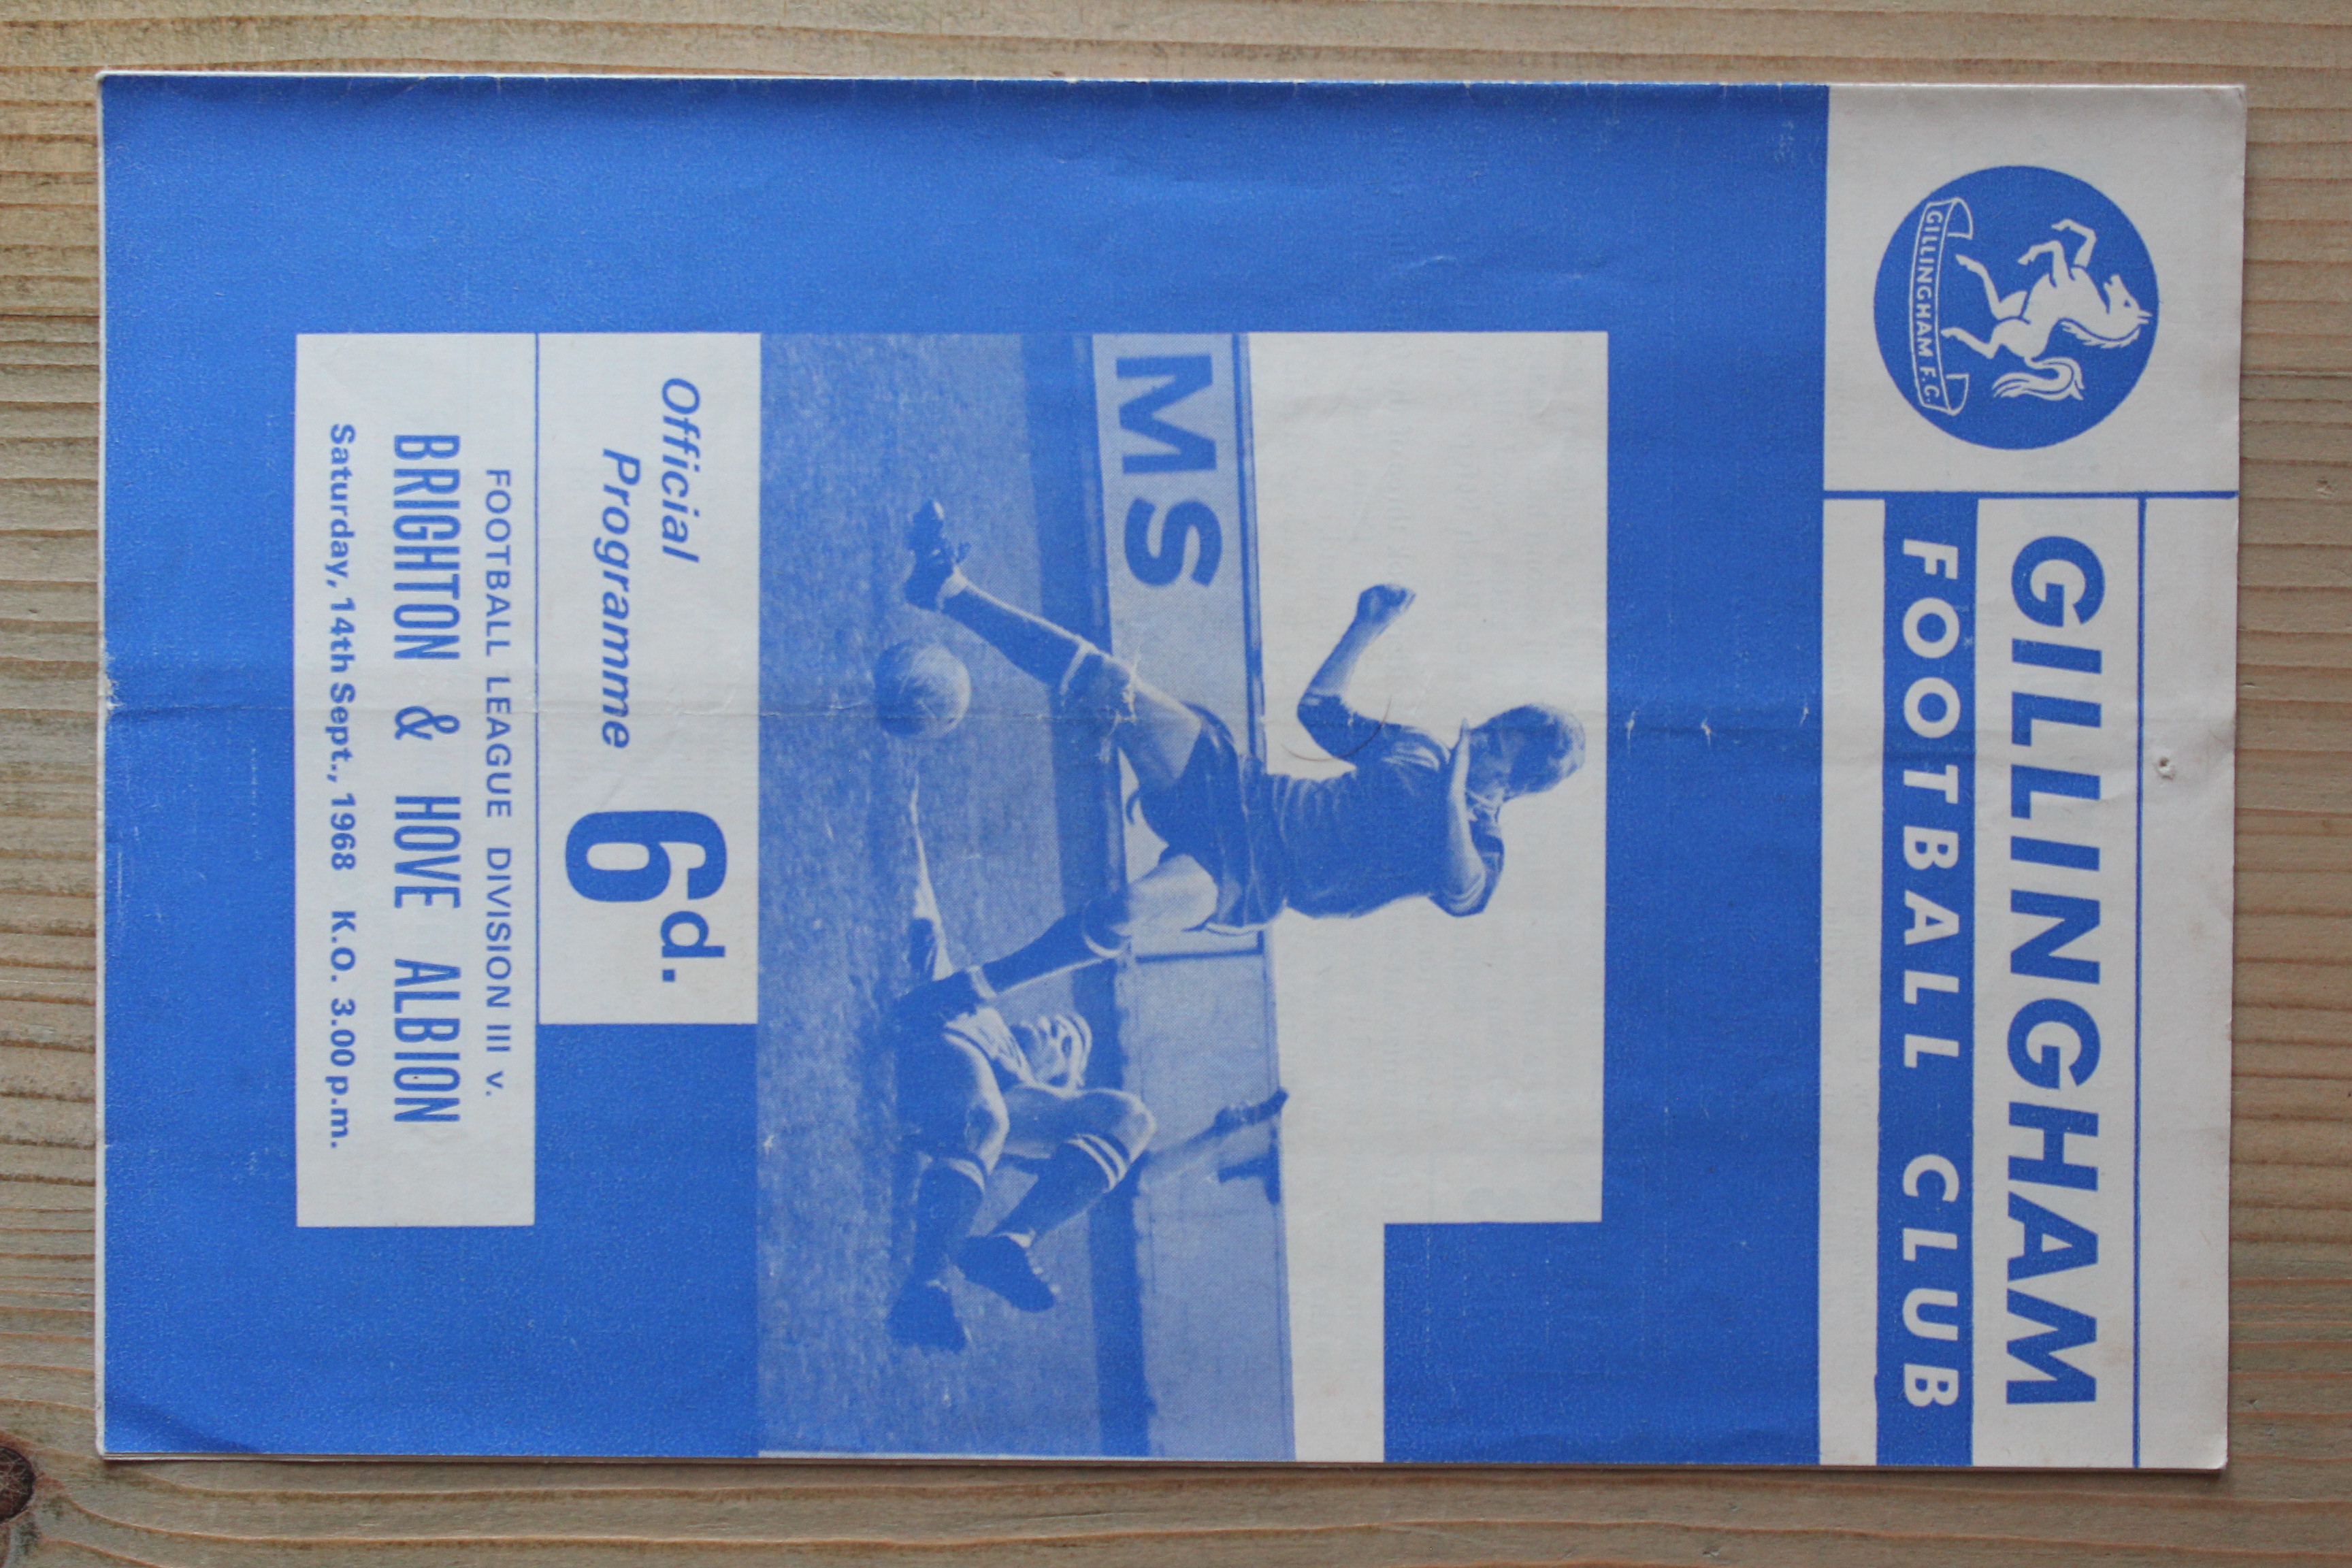 GILLINGHAM F.C.
GILLINGHAM
FOOTBALL CLUB
MS
Official
Programme
6d.
FOOTBALL LEAGUE DIVISION III v.
BRIGHTON & HOVE ALBION
Saturday, 14th Sept., 1968 K.O. 3.00 p.m.